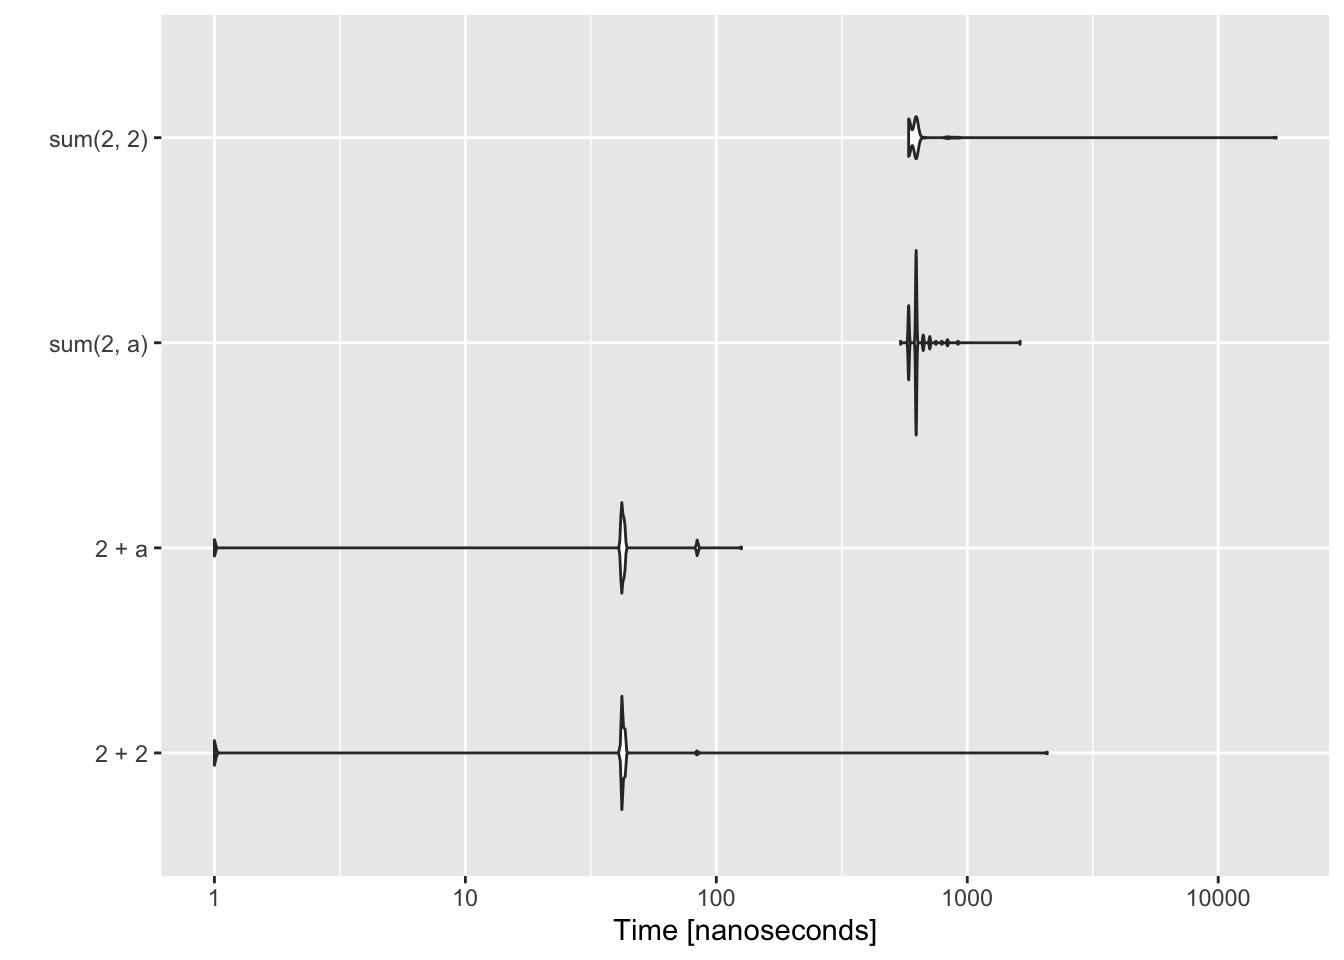 sum(2, 2)
sum(2, a)
2 + a
2 + 2
1 10 100 1000 10000
Time [nanoseconds]